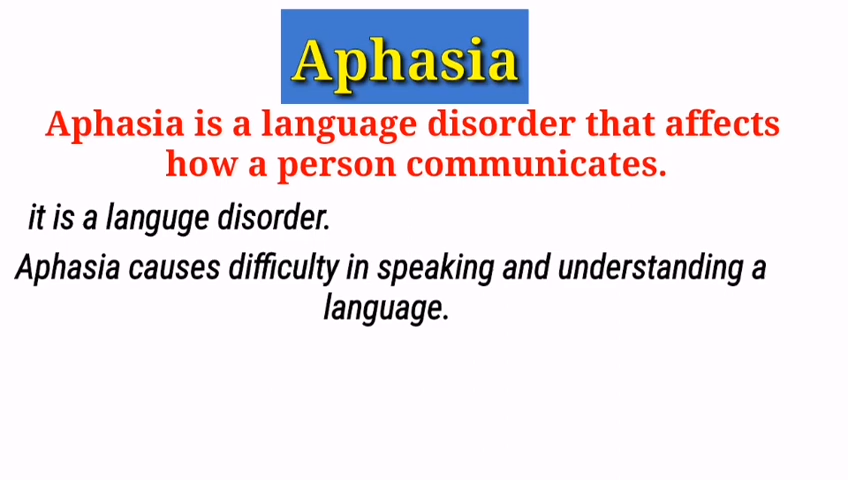 Aphasia
Aphasia is a language disorder that affects
how a person communicates.
it is a languge disorder.
Aphasia causes difficulty in speaking and understanding a
language.